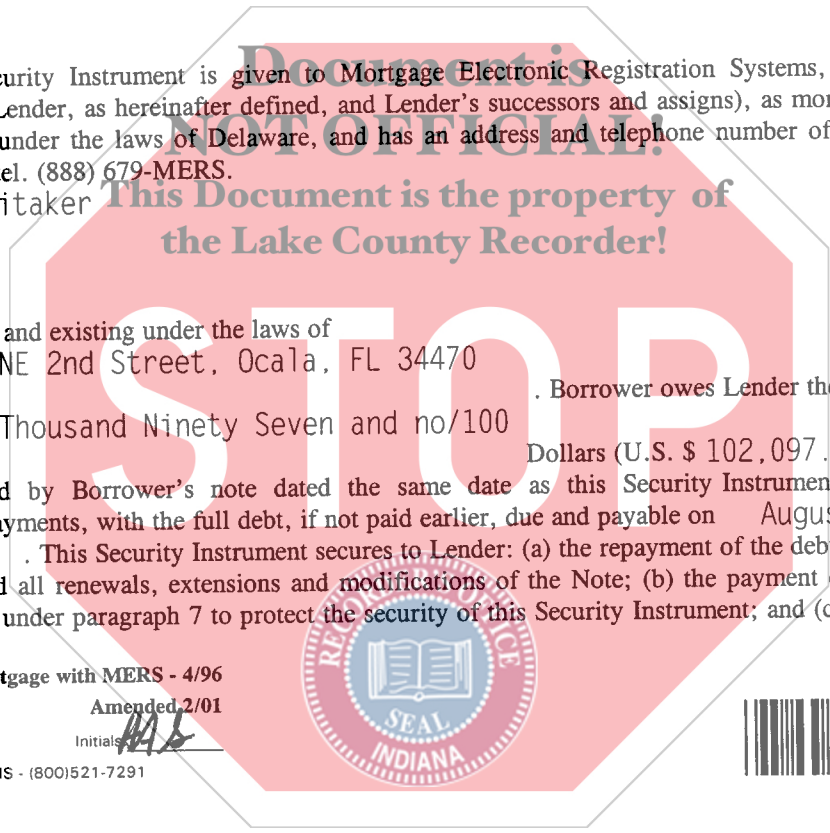 Document is
curity Instrument is given to Mortgage Electronic Registration Systems,
Lender, as hereinafter defined, and Lender's successors and assigns), as mor
NOT OFFICIAL!
under the laws of Delaware, and has an address and telephone number of
el. (888) 679-MERS.
itaker
This Document is the property of
the Lake County Recorder!
STOP
and existing under the laws of
NE 2nd Street, Ocala, FL 34470
. Borrower owes Lender the
Thousand Ninety Seven and no/100
Dollars (U.S. $ 102,097.
d by Borrower's note dated the same date as this Security Instrumen
yments, with the full debt, if not paid earlier, due and payable on Augus
. This Security Instrument secures to Lender: (a) the repayment of the deb
d all renewals, extensions and modifications of the Note; (b) the payment
under paragraph 7 to protect the security of this Security Instrument; and (c
RECORDER'S OFFICE
SEAL
INDIANA
tgage with MERS - 4/96
Amended 2/01
Initials
IS - (800)521-7291